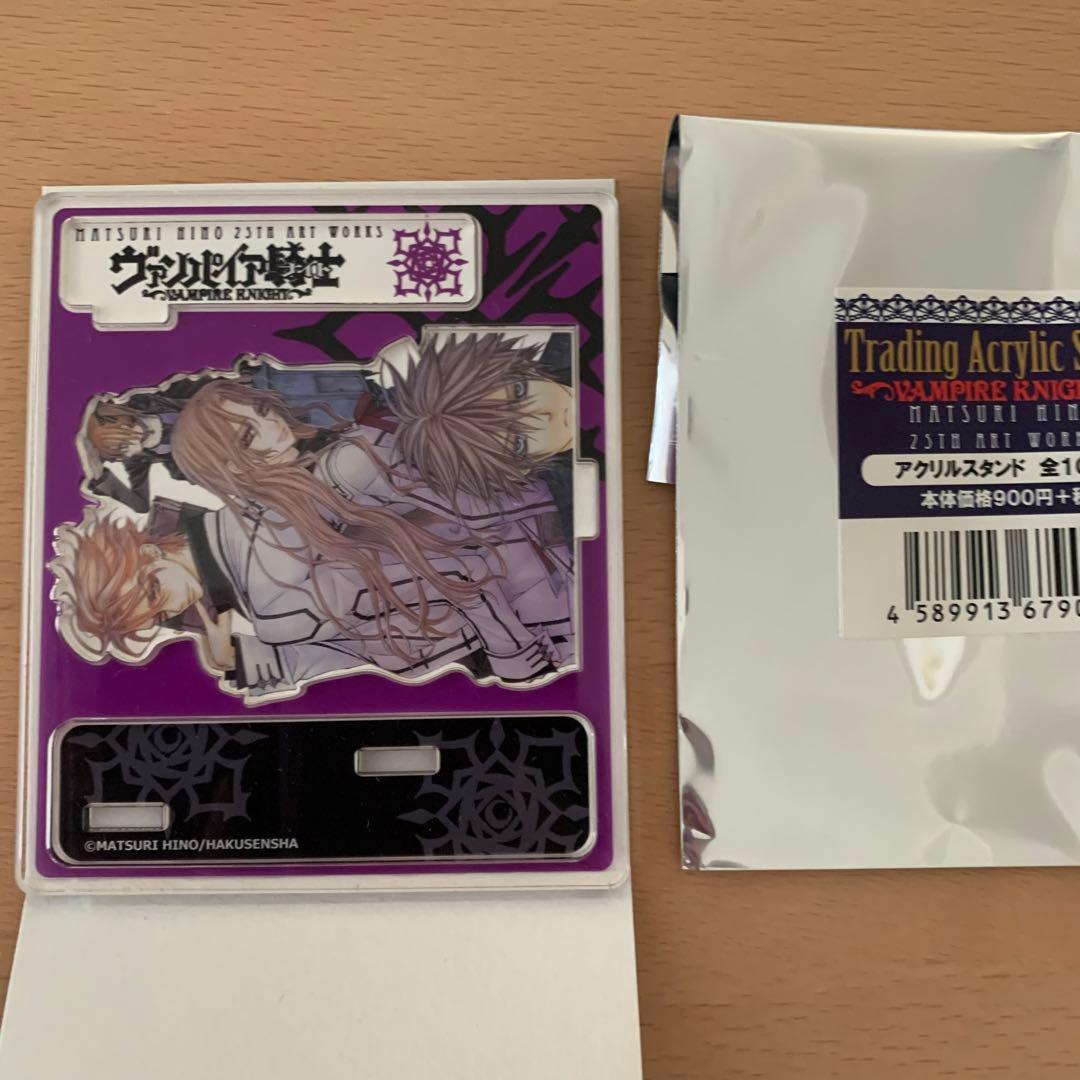 MATSURI HINO 25TH ART WORKS
ヴァンパイア騎士
VAMPIRE KNIGHT
©MATSURI HINO/HAKUSENSHA
Trading Acrylic S
VAMPIRE KNIGH
MATSURI HIN
25TH ART WORK
アクリルスタンド 全10
本体価格900円+税
4 589913 6790